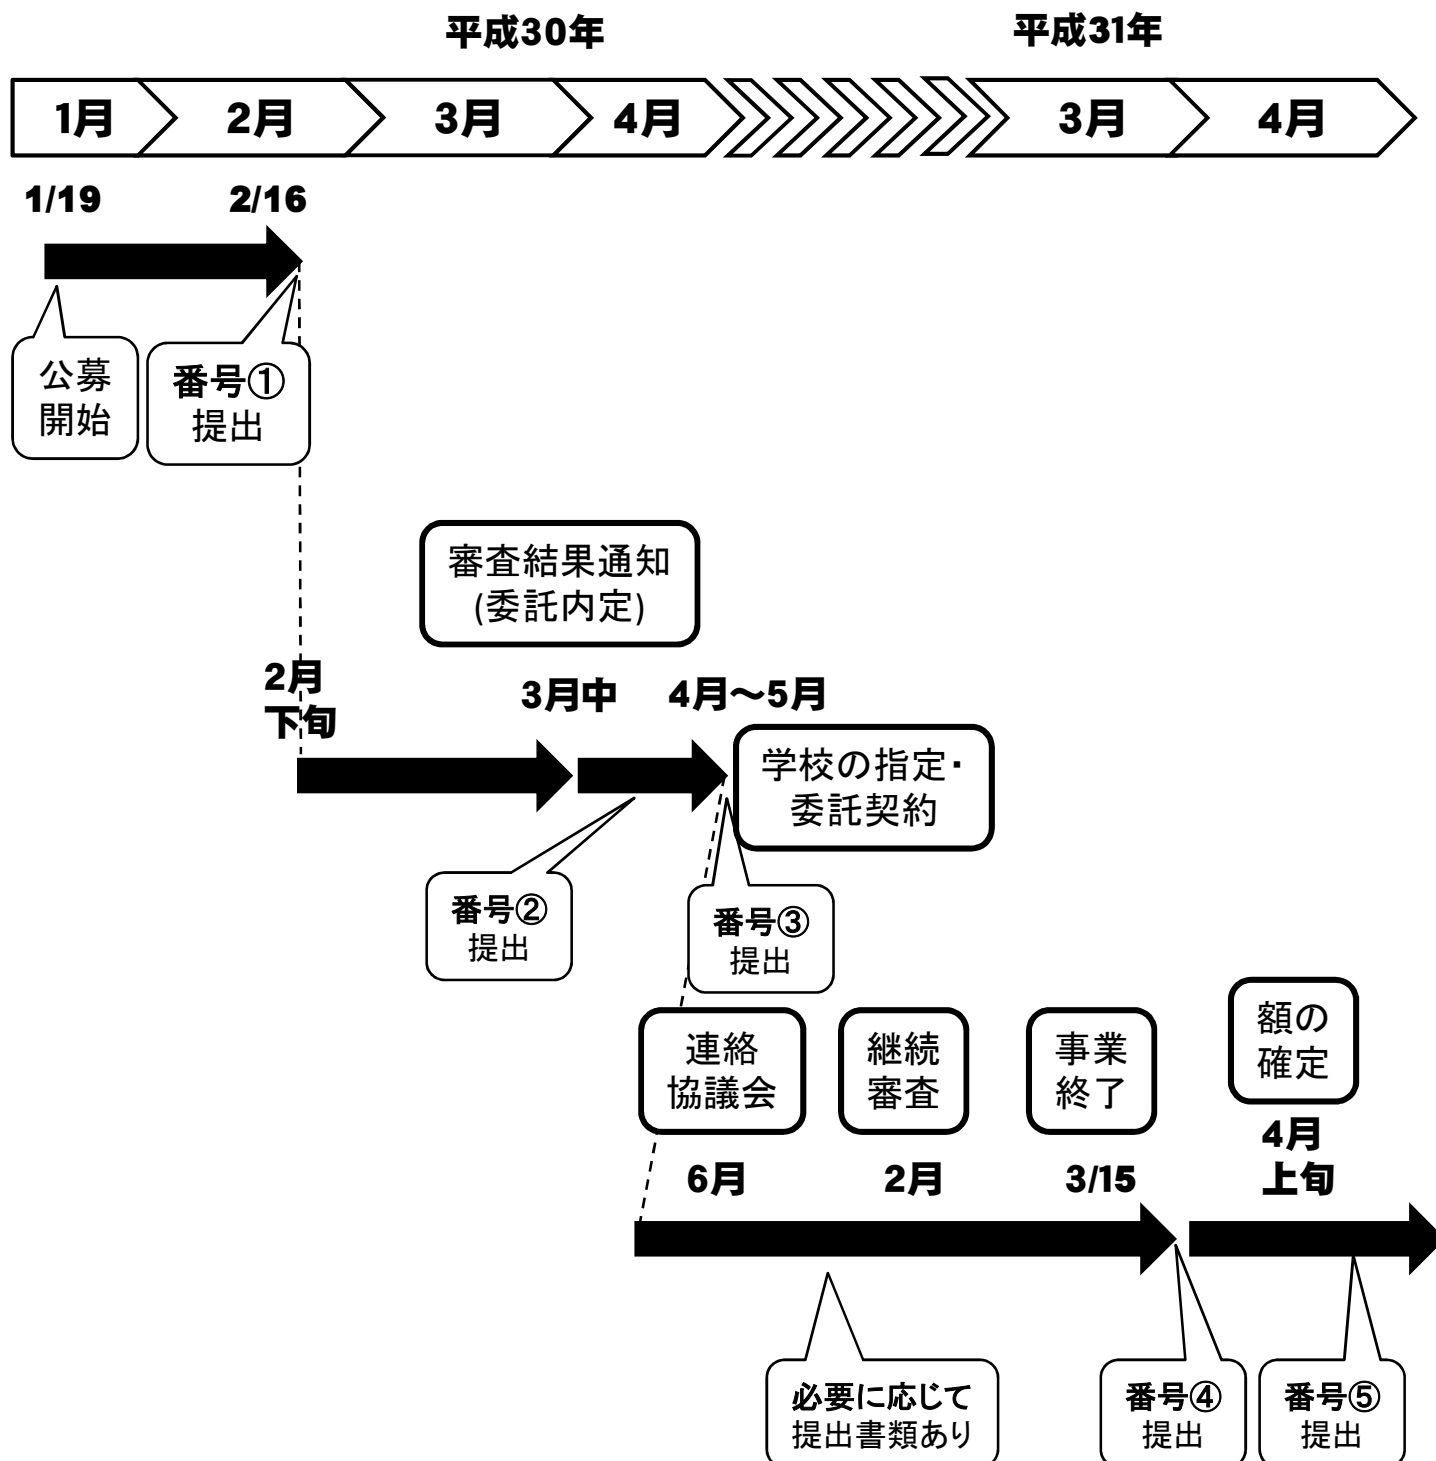 平成30年
平成31年
1月
2月
3月
4月
3月
4月
1/19
2/16
公募
開始
番号①
提出
審査結果通知
(委託内定)
2月
下旬
3月中
4月～5月
学校の指定・
委託契約
番号②
提出
番号③
提出
連絡
協議会
継続
審査
事業
終了
額の
確定
6月
2月
3/15
4月
上旬
必要に応じて
提出書類あり
番号④
提出
番号⑤
提出